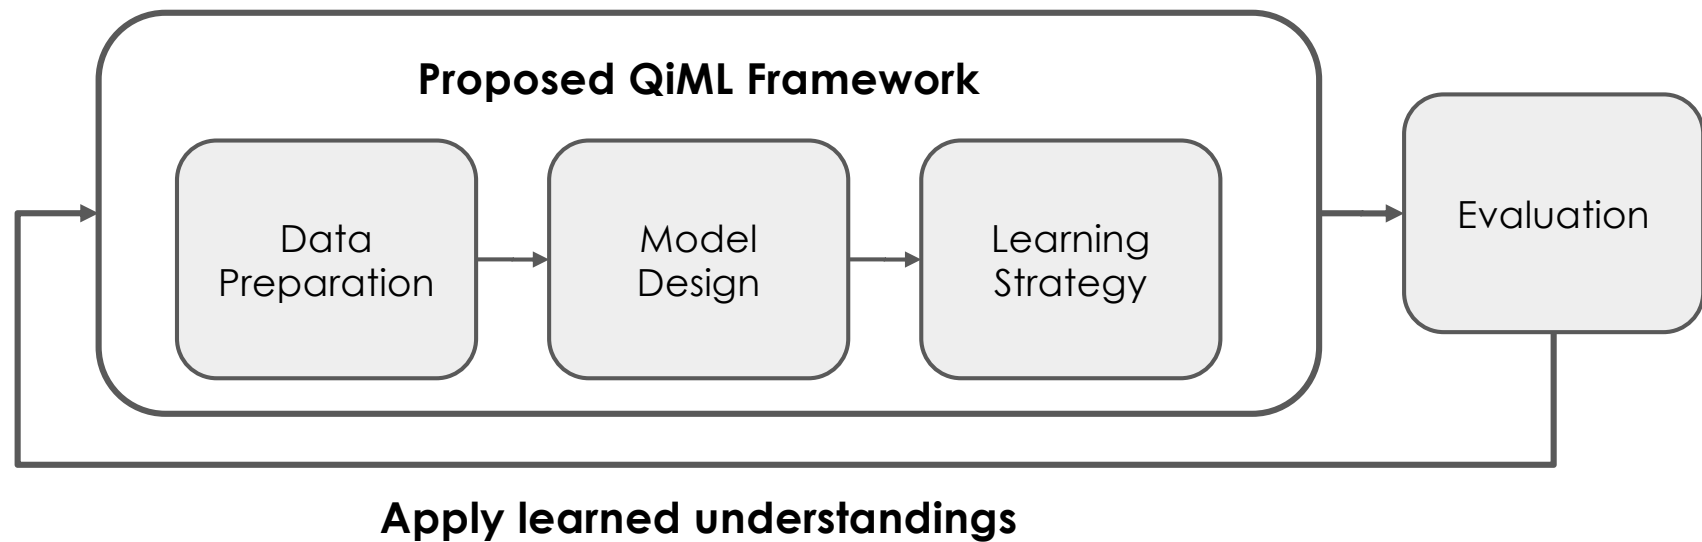 Proposed QiML Framework
Data
Preparation
Model
Design
Learning
Strategy
Evaluation
Apply learned understandings